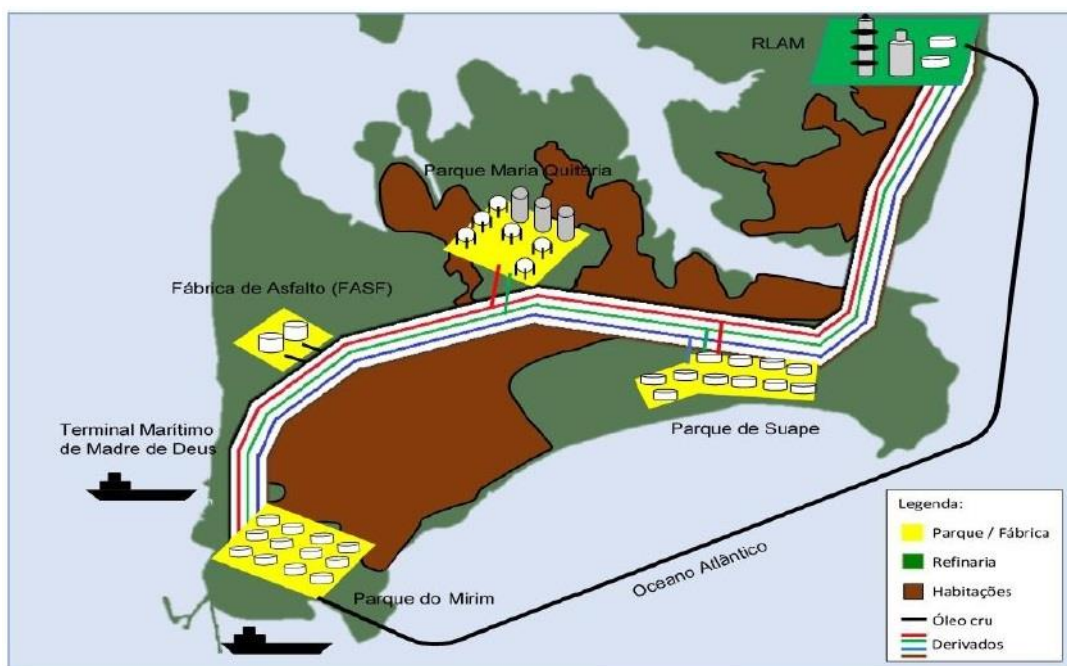 RLAM
Parque Maria Quitária
Fábrica de Asfalto (FASF)
Terminal Marítimo
de Madre de Deus
Parque de Suape
Parque do Mirim
Oceano Atlântico
Legenda:
Parque / Fábrica
Refinaria
Habitações
Óleo cru
Derivados